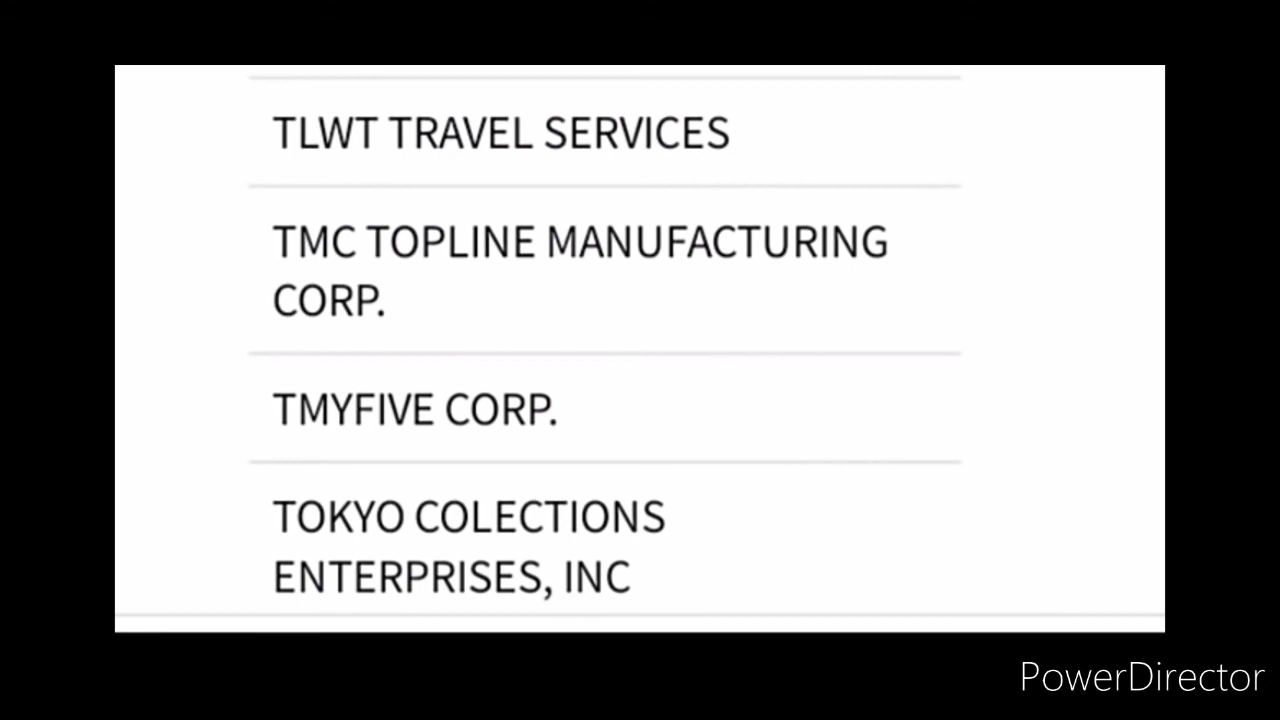 TLWT TRAVEL SERVICES
TMC TOPLINE MANUFACTURING
CORP.
TMYFIVE CORP.
TOKYO COLECTIONS
ENTERPRISES, INC
PowerDirector